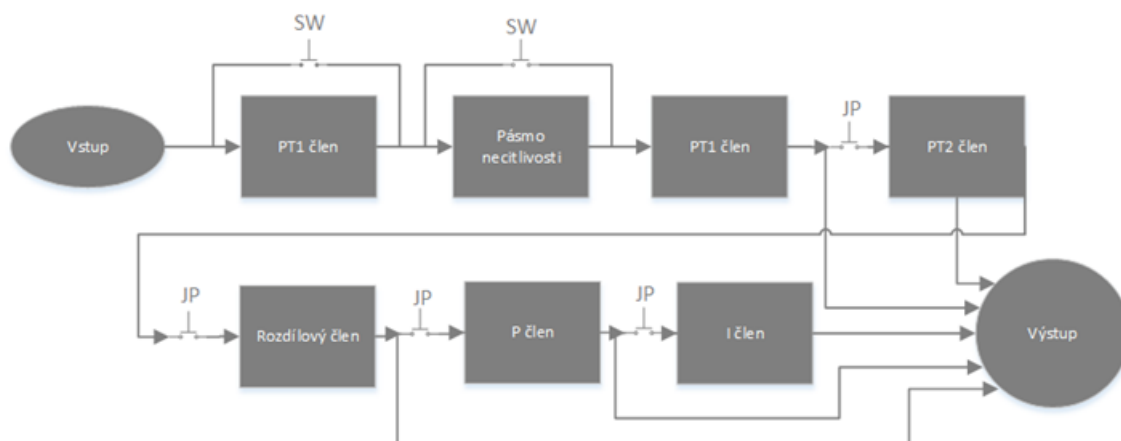 SW
SW
Vstup
PT1 člen
Pásmo
necitlivosti
PT1 člen
JP
PT2 člen
JP
Rozdílový člen
JP
P člen
JP
I člen
Výstup